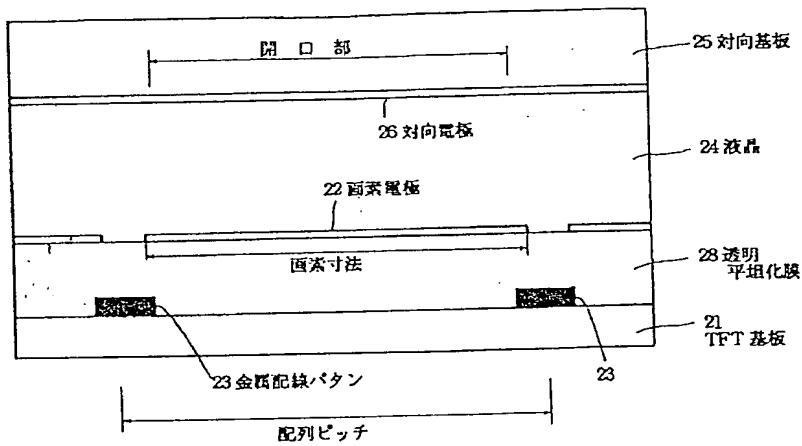 開 口 部
25 対向基板
26 対向電極
24 液晶
22 画素電極
画素寸法
28 透明
平坦化膜
23
21
TFT 基板
23 金属配線パタン
配列ピッチ